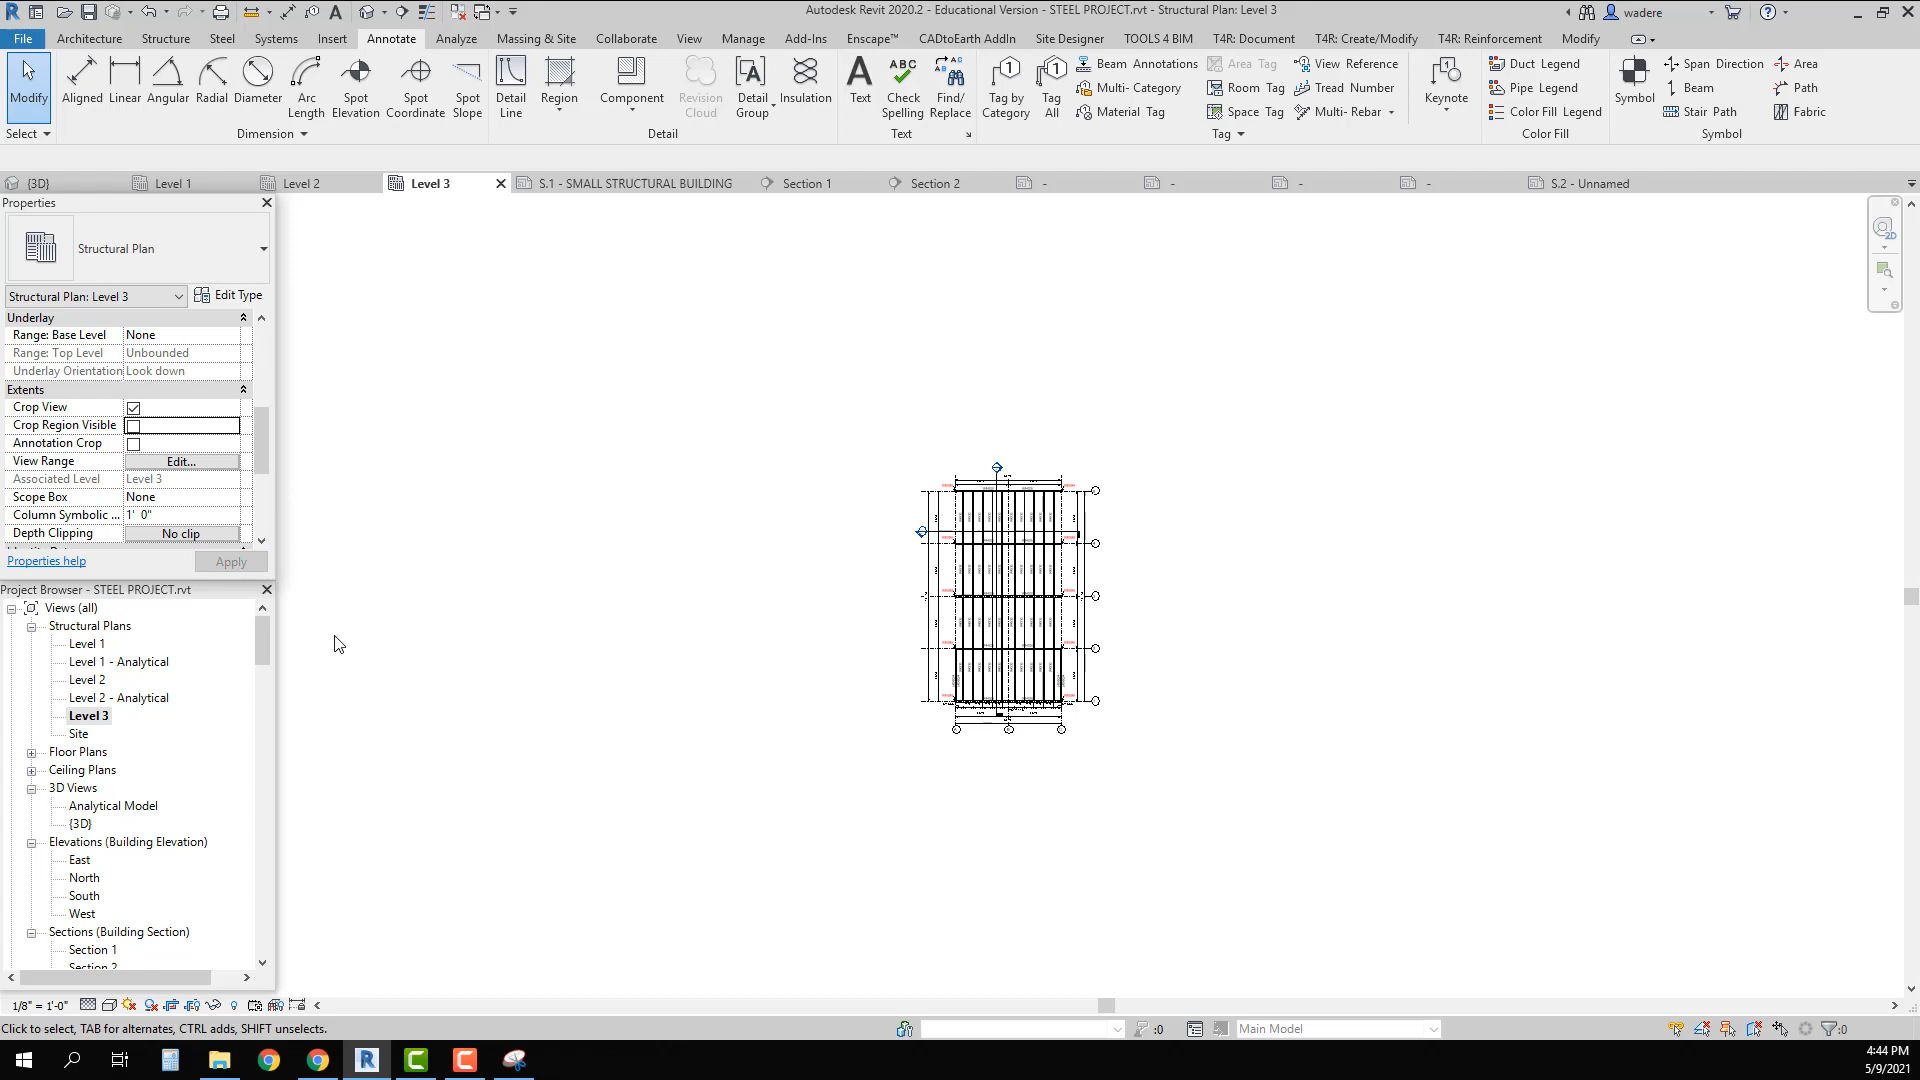 Autodesk Revit 2020.2 - Educational Version - STEEL PROJECT.rvt - Structural Plan: Level 3
wadere
File Architecture Structure Steel Systems Insert Annotate Analyze Massing & Site Collaborate View Manage Add-Ins Enscape™ CADtoEarth AddIn Site Designer TOOLS 4 BIM T4R: Document T4R: Create/Modify T4R: Reinforcement Modify
Modify
Aligned Linear Angular Radial Diameter Arc Length Spot Elevation Spot Coordinate Spot Slope
Detail Line Region Component Revision Cloud Detail Group Insulation
Text Check Spelling Find/ Replace
ABC
Tag by Category Tag All
Beam Annotations Area Tag View Reference
Multi- Category Room Tag Tread Number
Material Tag Space Tag Multi- Rebar
Keynote
Duct Legend
Pipe Legend
Color Fill Legend
Symbol
Span Direction Area
Beam Path
Stair Path Fabric
Select Dimension Detail Text Tag Color Fill Symbol
{3D} Level 1 Level 2 Level 3 S.1 - SMALL STRUCTURAL BUILDING Section 1 Section 2 - - - - S.2 - Unnamed
Properties
Structural Plan
Structural Plan: Level 3 Edit Type
Underlay
Range: Base Level None
Range: Top Level Unbounded
Underlay Orientation Look down
Extents
Crop View
Crop Region Visible
Annotation Crop
View Range Edit...
Associated Level Level 3
Scope Box None
Column Symbolic ... 1' 0"
Depth Clipping No clip
Properties help Apply
Project Browser - STEEL PROJECT.rvt
Views (all)
Structural Plans
Level 1
Level 1 - Analytical
Level 2
Level 2 - Analytical
Level 3
Site
Floor Plans
Ceiling Plans
3D Views
Analytical Model
{3D}
Elevations (Building Elevation)
East
North
South
West
Sections (Building Section)
Section 1
Section 2
1/8" = 1'-0"
Click to select, TAB for alternates, CTRL adds, SHIFT unselects.
:0
Main Model
:0
2D
4:44 PM
5/9/2021